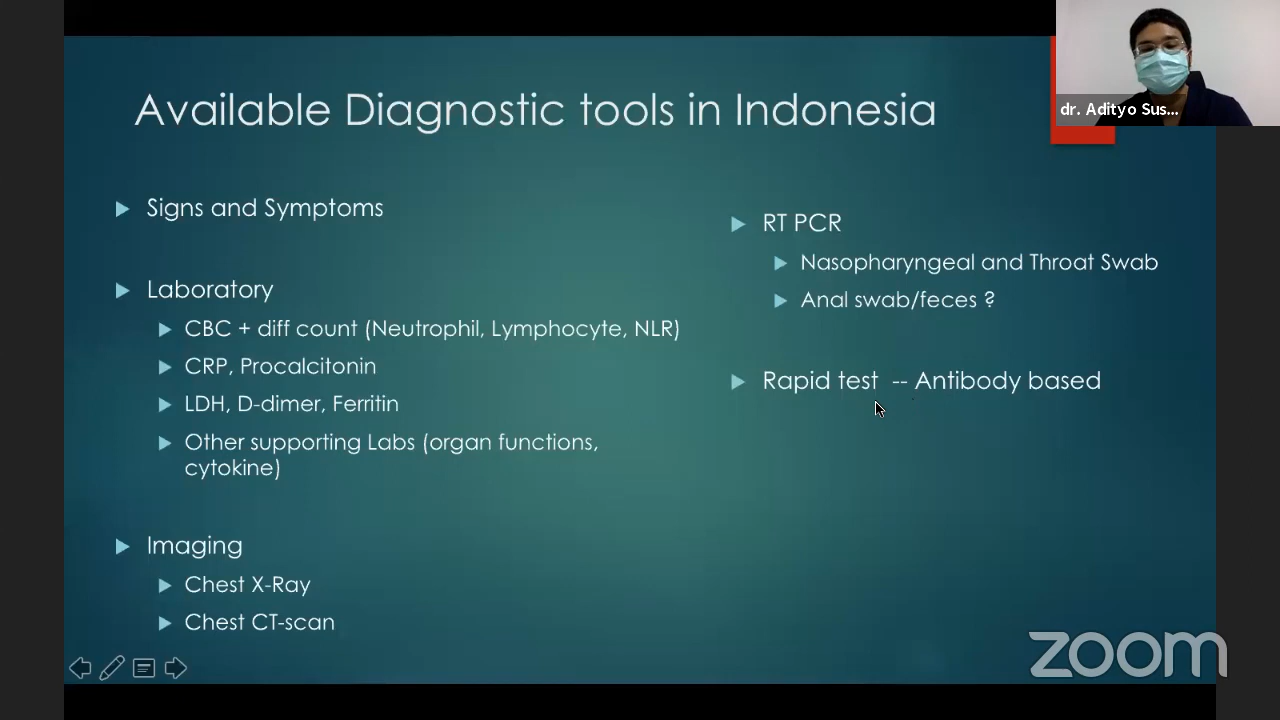 Available Diagnostic tools in Indonesia
dr. Adityo Sus...
Signs and Symptoms
Laboratory
CBC + diff count (Neutrophil, Lymphocyte, NLR)
CRP, Procalcitonin
LDH, D-dimer, Ferritin
Other supporting Labs (organ functions,
cytokine)
Imaging
Chest X-Ray
Chest CT-scan
RT PCR
Nasopharyngeal and Throat Swab
Anal swab/feces ?
Rapid test -- Antibody based
zoom